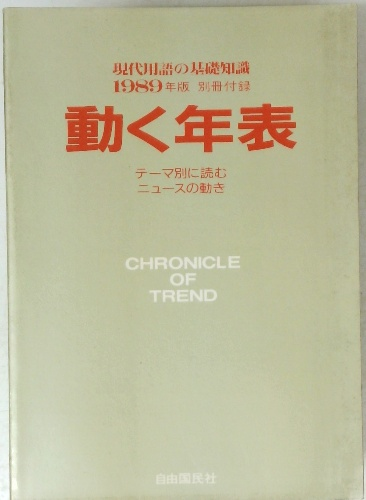 現代用語の基礎知識
1989年版 別冊付録
動く年表
テーマ別に読む
ニュースの動き
CHRONICLE
OF
TREND
自由国民社